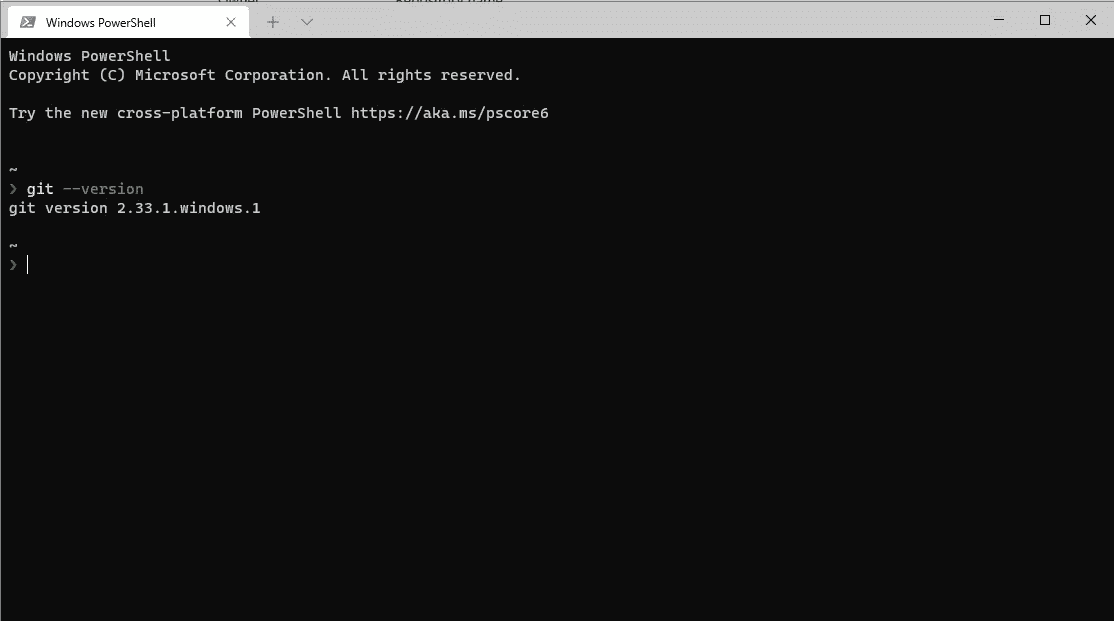 Windows PowerShell
Windows PowerShell
Copyright (C) Microsoft Corporation. All rights reserved.
Try the new cross-platform PowerShell https://aka.ms/pscore6
~
❯ git --version
git version 2.33.1.windows.1
~
❯